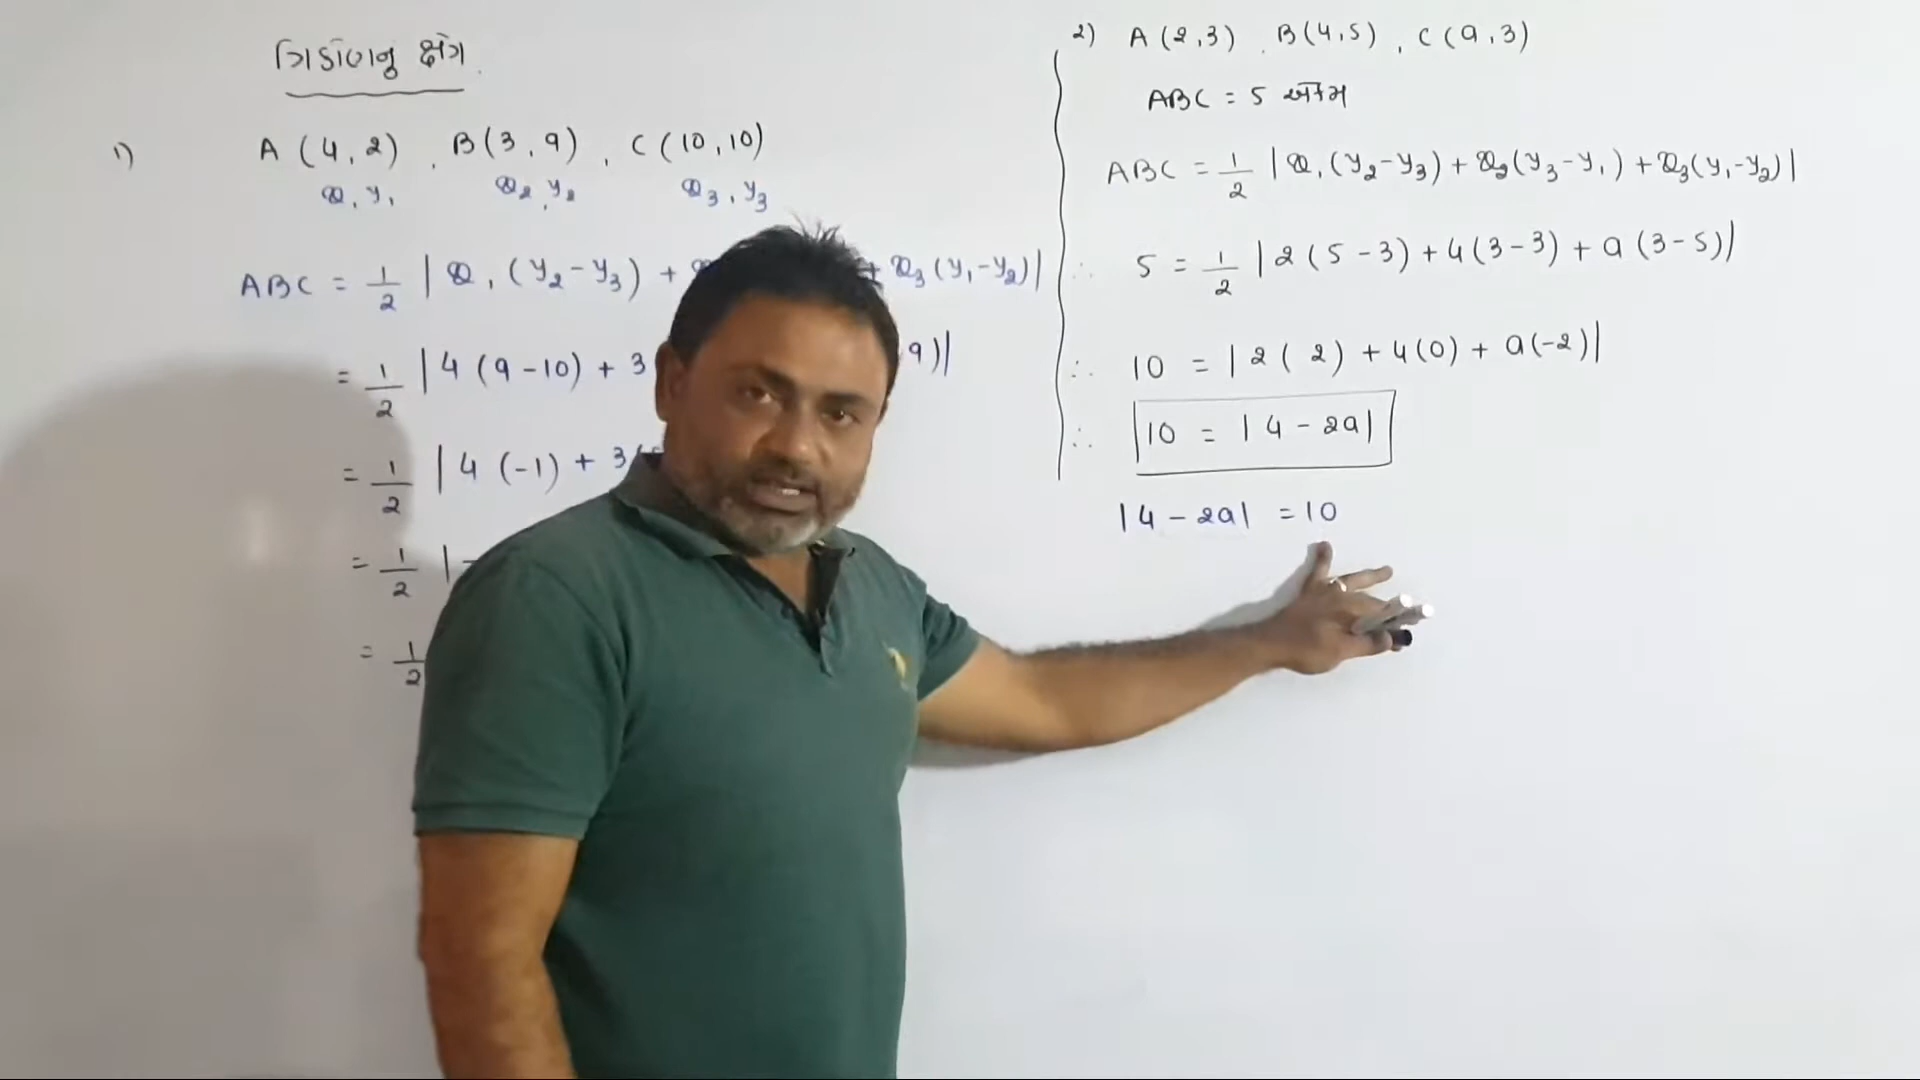 ત્રિકોણનુ ક્ષેત્ર
1) A (4, 2) , B (3, 9) , C (10, 10)
x₁, y₁ x₂, y₂ x₃, y₃
ABC = 1/2 | x₁ (y₂ - y₃) + + x₃ (y₁ - y₂) |
= 1/2 | 4 (9 - 10) + 3 9) |
= 1/2 | 4 (-1) + 3(
= 1/2 | -
= 1/2
2) A (2, 3) , B (4, 5) , C (a, 3)
ABC = 5 એકમ
ABC = 1/2 | x₁ (y₂ - y₃) + x₂ (y₃ - y₁) + x₃ (y₁ - y₂) |
∴ 5 = 1/2 | 2 (5 - 3) + 4 (3 - 3) + a (3 - 5) |
∴ 10 = | 2 ( 2) + 4 (0) + a (-2) |
∴ 10 = | 4 - 2a |
| 4 - 2a | = 10